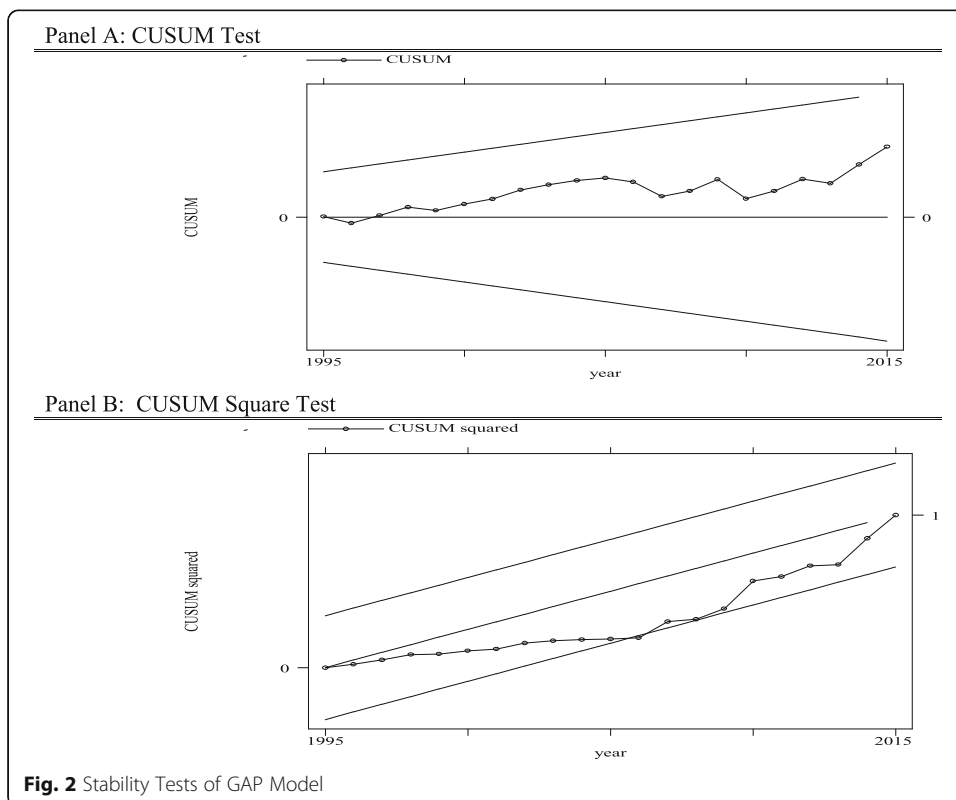 Panel A: CUSUM Test
CUSUM
CUSUM
0
0
1995
2015
year
Panel B: CUSUM Square Test
CUSUM squared
CUSUM squared
1
0
1995
2015
year
Fig. 2 Stability Tests of GAP Model